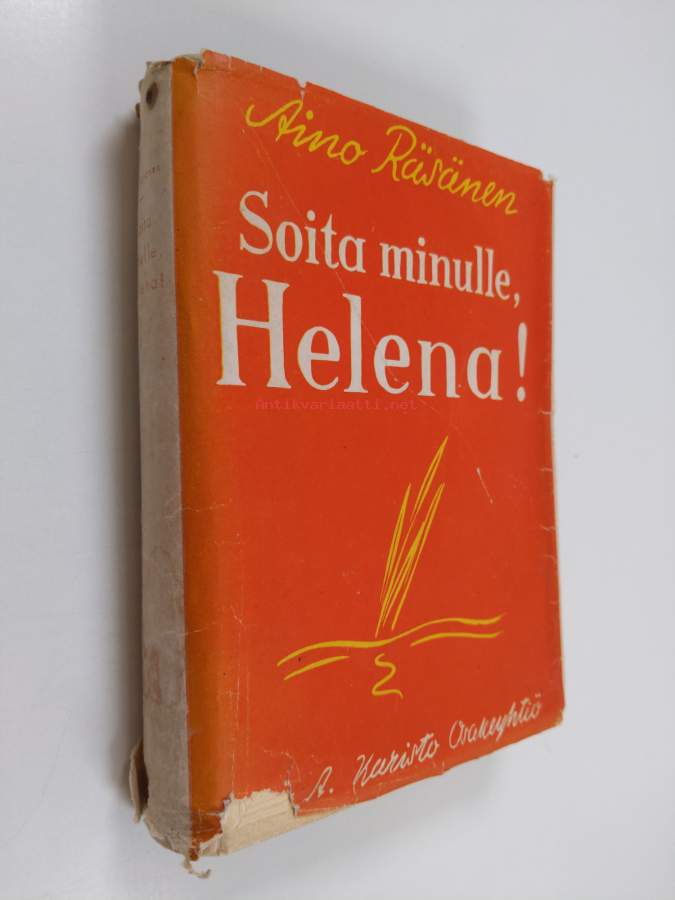 Aino Räsänen
Soita minulle,
Helena!
Antikvariaatti.net
A. Karisto Osakeyhtiö